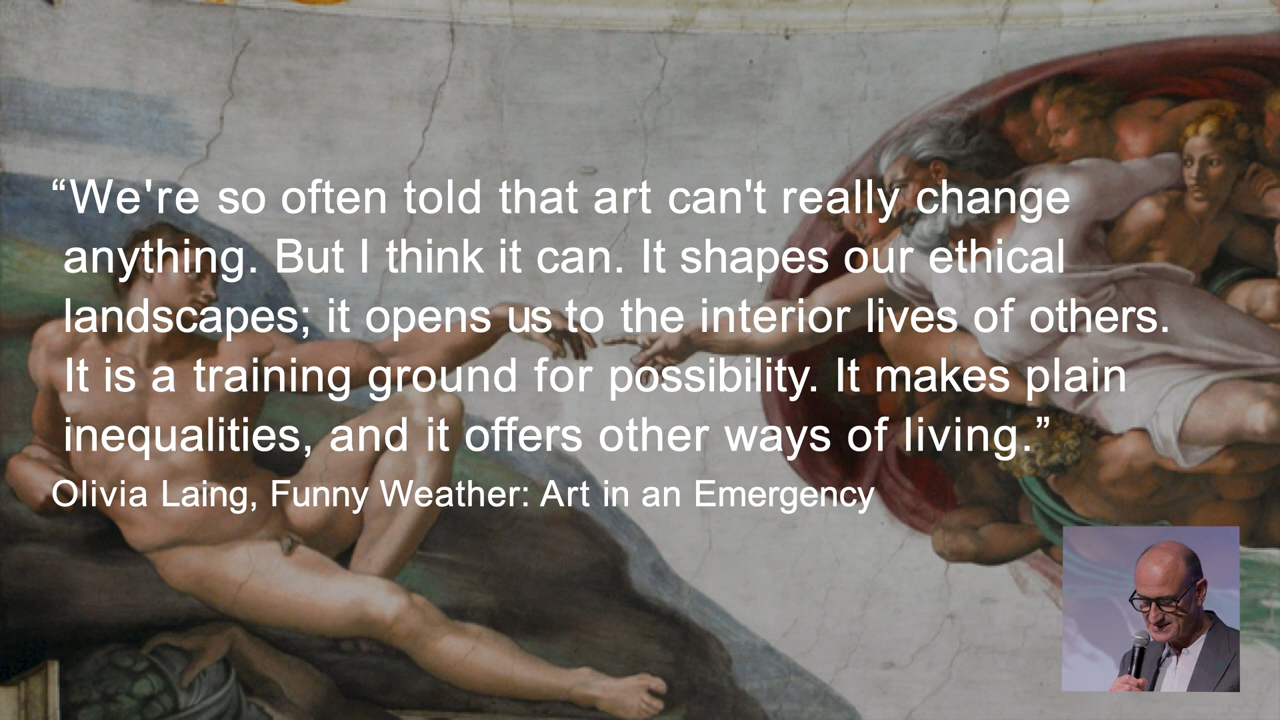 “We're so often told that art can't really change
anything. But I think it can. It shapes our ethical
landscapes; it opens us to the interior lives of others.
It is a training ground for possibility. It makes plain
inequalities, and it offers other ways of living.”
Olivia Laing, Funny Weather: Art in an Emergency